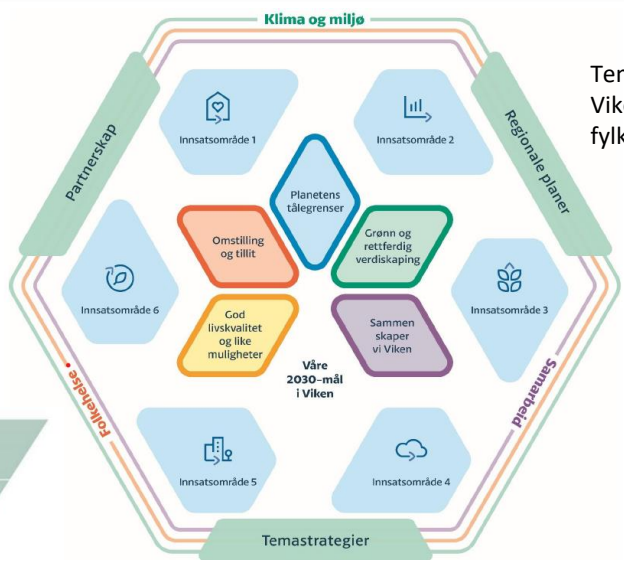 Klima og miljø
Partnerskap
Regionale planer
Innsatsområde 1
Innsatsområde 2
Planetens
tålegrenser
Omstilling
og tillit
Grønn og
rettferdig
verdiskaping
Innsatsområde 6
Innsatsområde 3
God
livskvalitet
og like
muligheter
Sammen
skaper
vi Viken
Våre
2030-mål
i Viken
Folkehelse
Samarbeid
Innsatsområde 5
Innsatsområde 4
Temastrategier